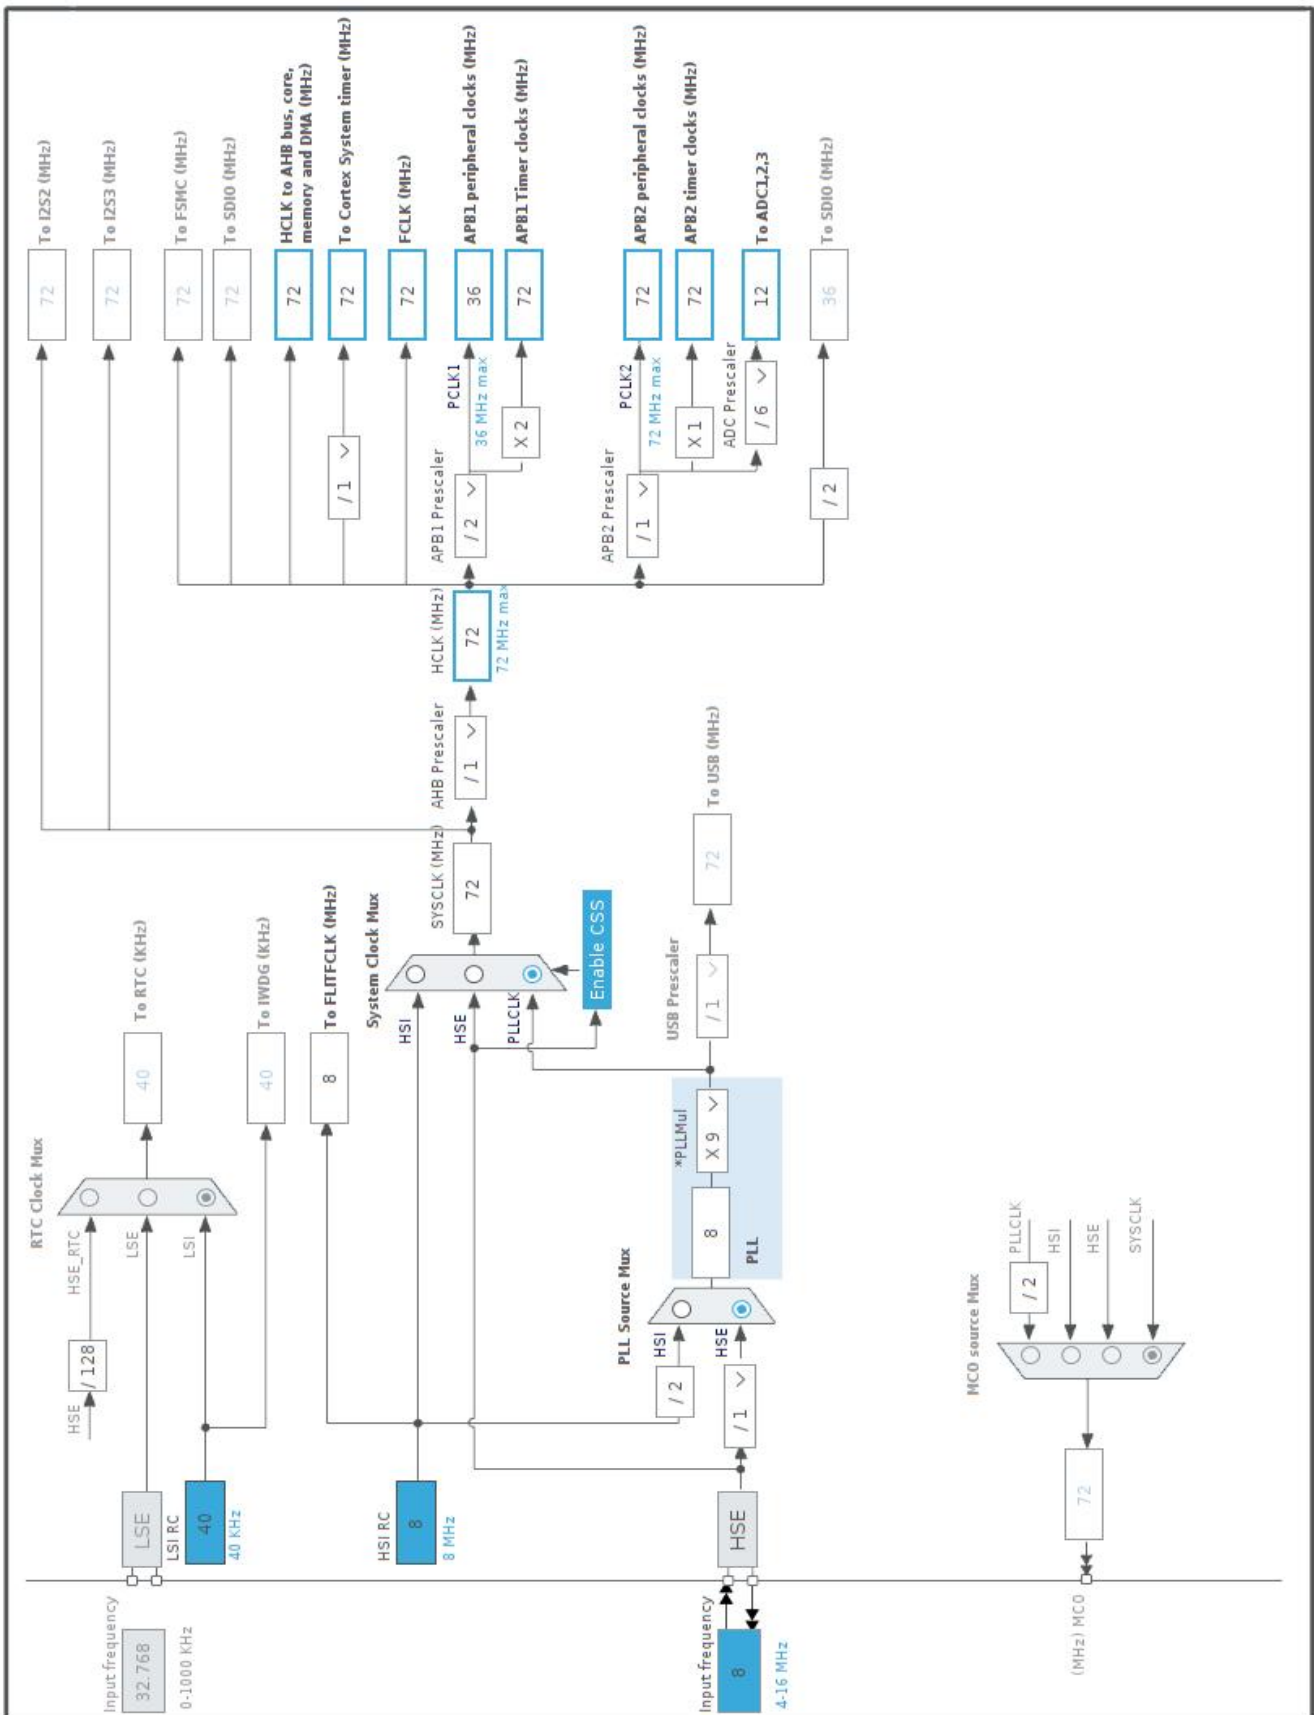 Input frequency
32.768
0-1000 KHz
LSE
LSI RC
40
40 KHz
HSE
/ 128
HSE_RTC
LSE
LSI
RTC Clock Mux
40
To RTC (KHz)
40
To IWDG (KHz)
8
To FLITFCLK (MHz)
HSI RC
8
8 MHz
Input frequency
8
4-16 MHz
HSE
/ 2
/ 1
HSI
HSE
PLL Source Mux
8
*PLLMul
X 9
PLL
USB Prescaler
/ 1
72
To USB (MHz)
System Clock Mux
HSI
HSE
PLLCLK
Enable CSS
SYSCLK (MHz)
72
AHB Prescaler
/ 1
HCLK (MHz)
72
72 MHz max
72
To I2S2 (MHz)
72
To I2S3 (MHz)
72
To FSMC (MHz)
72
To SDIO (MHz)
72
HCLK to AHB bus, core,
memory and DMA (MHz)
/ 1
72
To Cortex System timer (MHz)
72
FCLK (MHz)
APB1 Prescaler
/ 2
PCLK1
36 MHz max
36
APB1 peripheral clocks (MHz)
X 2
72
APB1 Timer clocks (MHz)
APB2 Prescaler
/ 1
PCLK2
72 MHz max
72
APB2 peripheral clocks (MHz)
X 1
72
APB2 timer clocks (MHz)
ADC Prescaler
/ 6
12
To ADC1,2,3
/ 2
36
To SDIO (MHz)
(MHz) MCO
72
MCO source Mux
/ 2
PLLCLK
HSI
HSE
SYSCLK